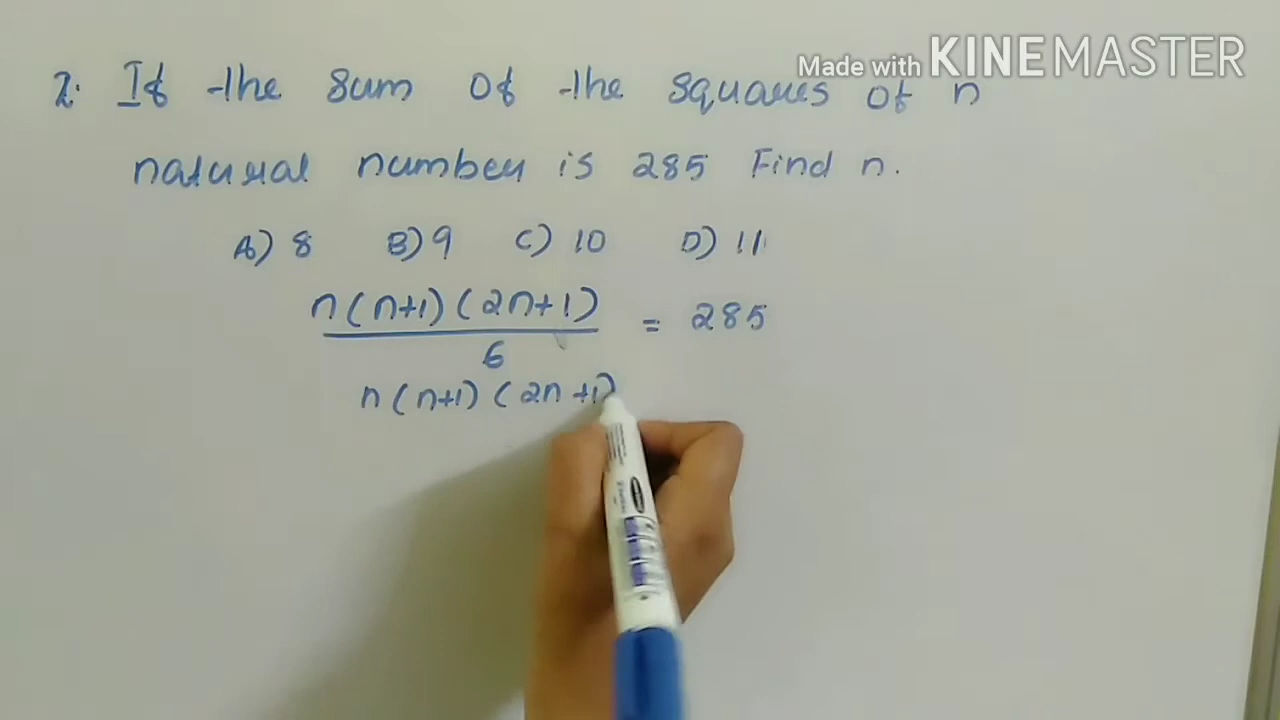 Made with KINEMASTER
2. If the sum of the squares of n
natural number is 285 Find n.
A) 8 B) 9 C) 10 D) 11
n(n+1)(2n+1)/6 = 285
n(n+1)(2n+1)